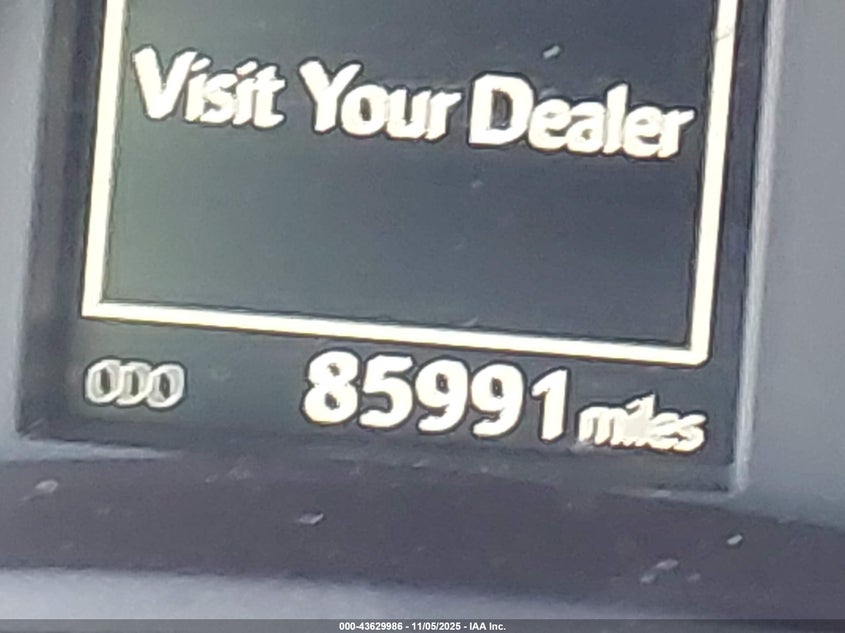 Visit Your Dealer
ODO 85991 miles
000-43629986 - 11/05/2025 - IAA Inc.